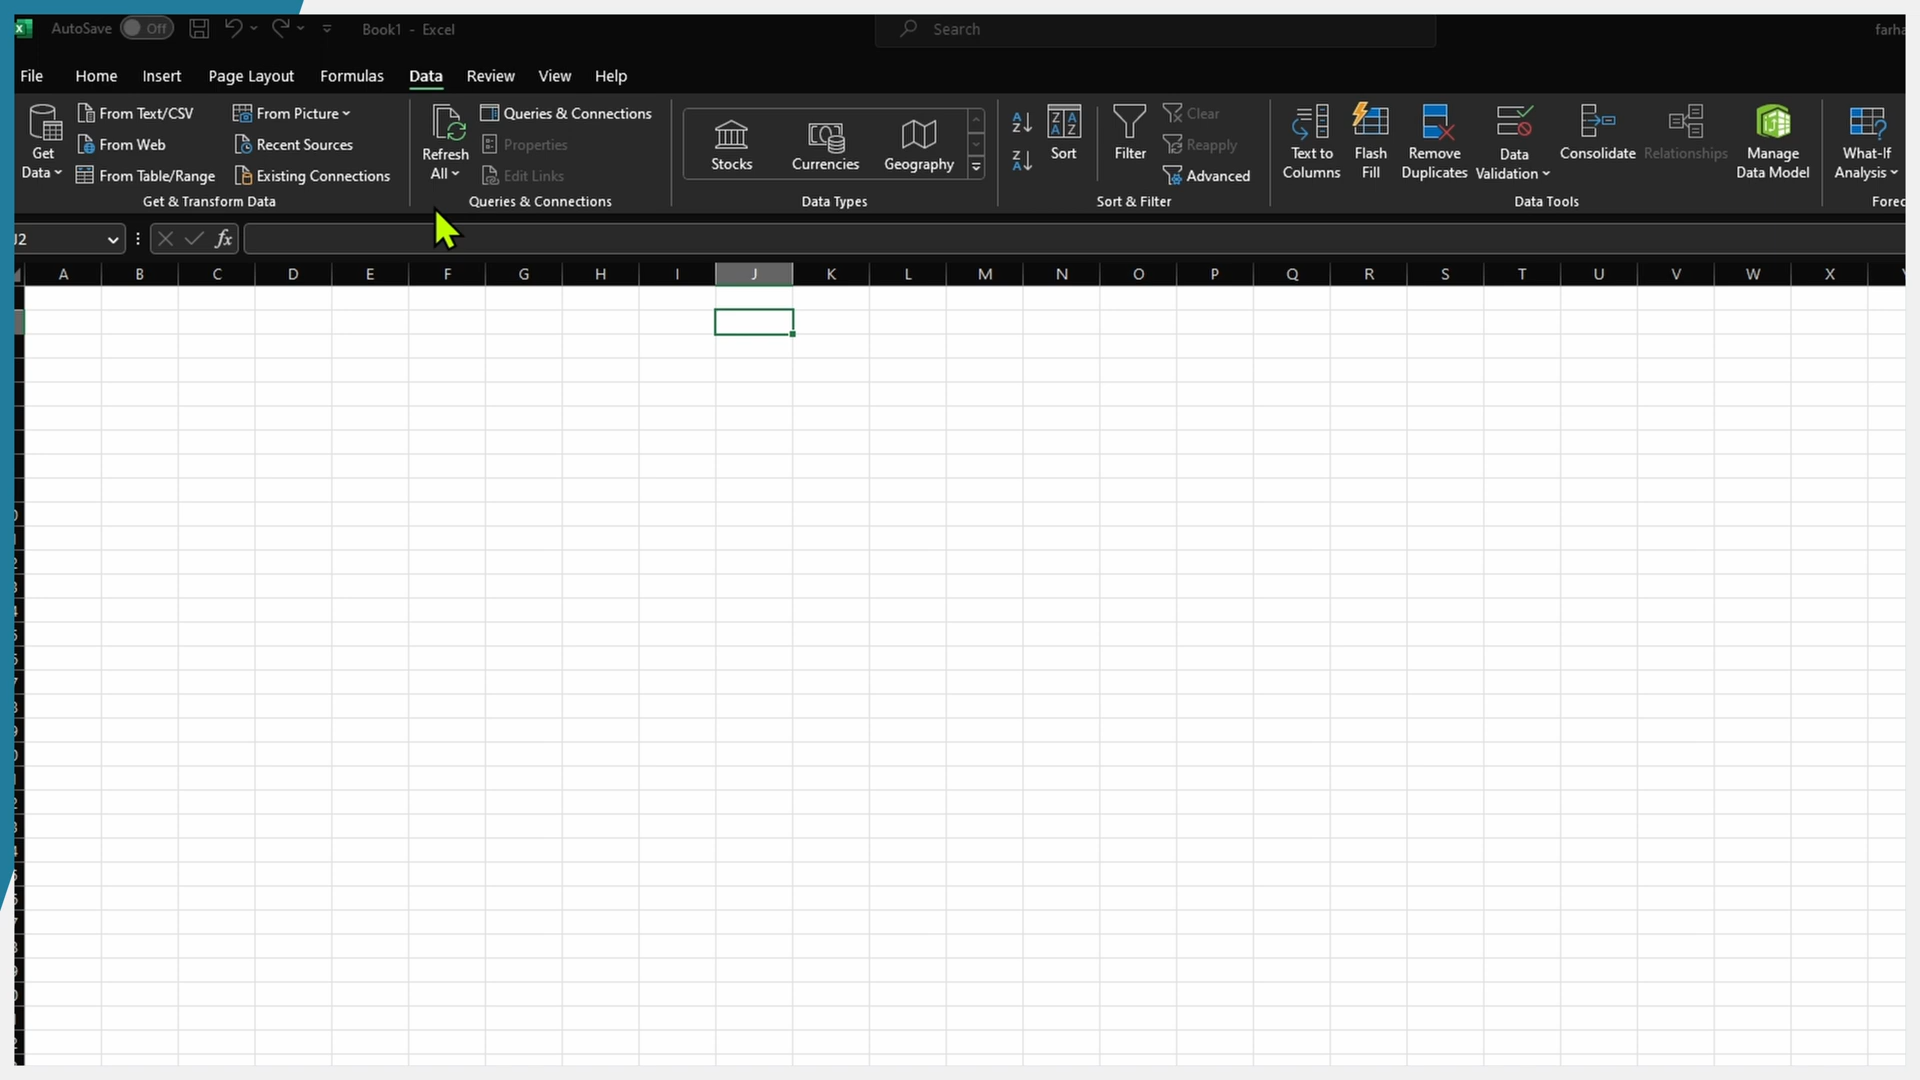 AutoSave Off Book1 - Excel Search
File Home Insert Page Layout Formulas Data Review View Help
Get Data
From Text/CSV
From Web
From Table/Range
From Picture
Recent Sources
Existing Connections
Get & Transform Data
Refresh All
Queries & Connections
Properties
Edit Links
Queries & Connections
Stocks Currencies Geography
Data Types
Sort
Filter
Clear
Reapply
Advanced
Sort & Filter
Text to Columns
Flash Fill
Remove Duplicates
Data Validation
Consolidate
Relationships
Manage Data Model
Data Tools
What-If Analysis
J2
fx
A B C D E F G H I J K L M N O P Q R S T U V W X